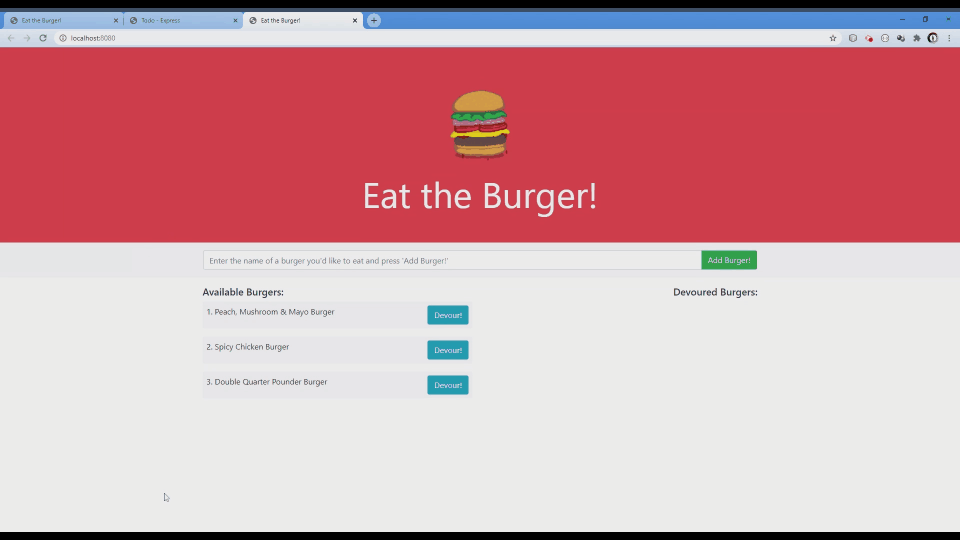 Eat the Burger!
Todo - Express
Eat the Burger!
localhost:8080
Eat the Burger!
Enter the name of a burger you'd like to eat and press 'Add Burger!'
Add Burger!
Available Burgers:
Devoured Burgers:
1. Peach, Mushroom & Mayo Burger
Devour!
2. Spicy Chicken Burger
Devour!
3. Double Quarter Pounder Burger
Devour!